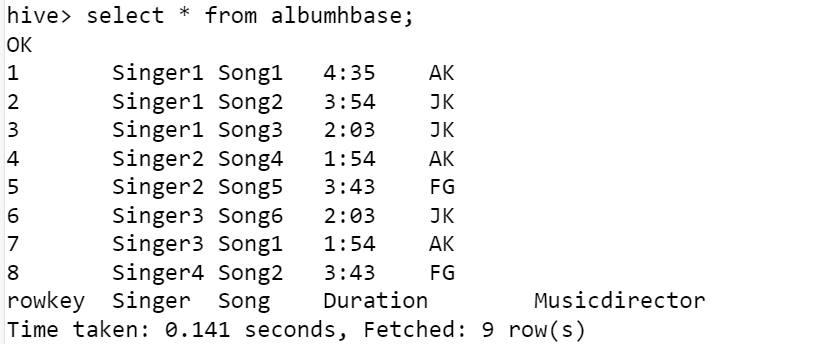 hive> select * from albumhbase;
OK
1 Singer1 Song1 4:35 AK
2 Singer1 Song2 3:54 JK
3 Singer1 Song3 2:03 JK
4 Singer2 Song4 1:54 AK
5 Singer2 Song5 3:43 FG
6 Singer3 Song6 2:03 JK
7 Singer3 Song1 1:54 AK
8 Singer4 Song2 3:43 FG
rowkey Singer Song Duration Musicdirector
Time taken: 0.141 seconds, Fetched: 9 row(s)